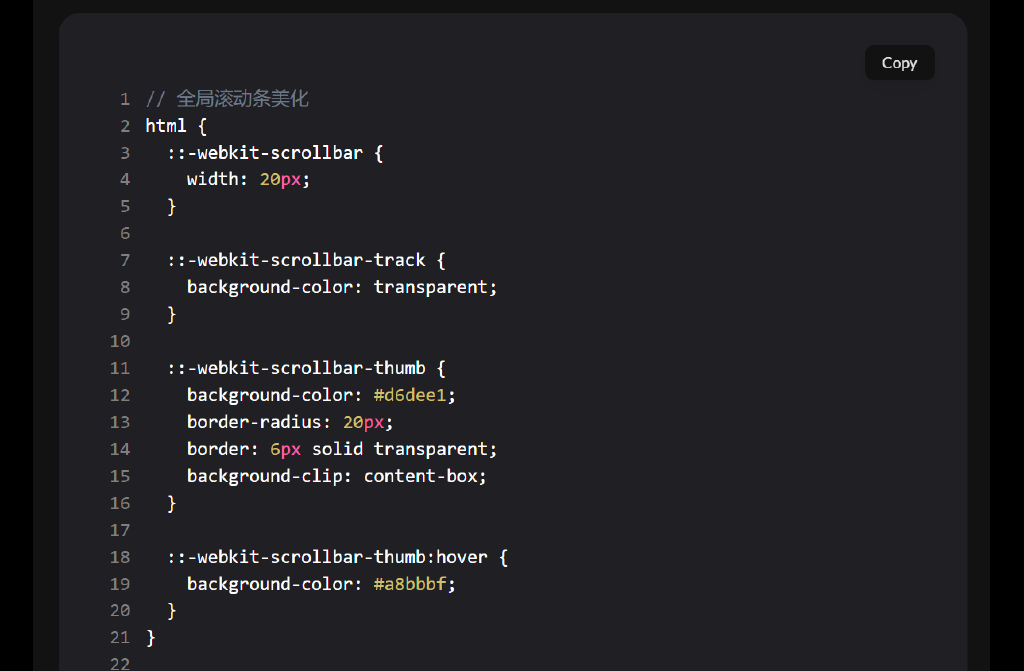 Copy
1 // 全局滚动条美化
2 html {
3   ::-webkit-scrollbar {
4     width: 20px;
5   }
6
7   ::-webkit-scrollbar-track {
8     background-color: transparent;
9   }
10
11   ::-webkit-scrollbar-thumb {
12     background-color: #d6dee1;
13     border-radius: 20px;
14     border: 6px solid transparent;
15     background-clip: content-box;
16   }
17
18   ::-webkit-scrollbar-thumb:hover {
19     background-color: #a8bbbf;
20   }
21 }
22